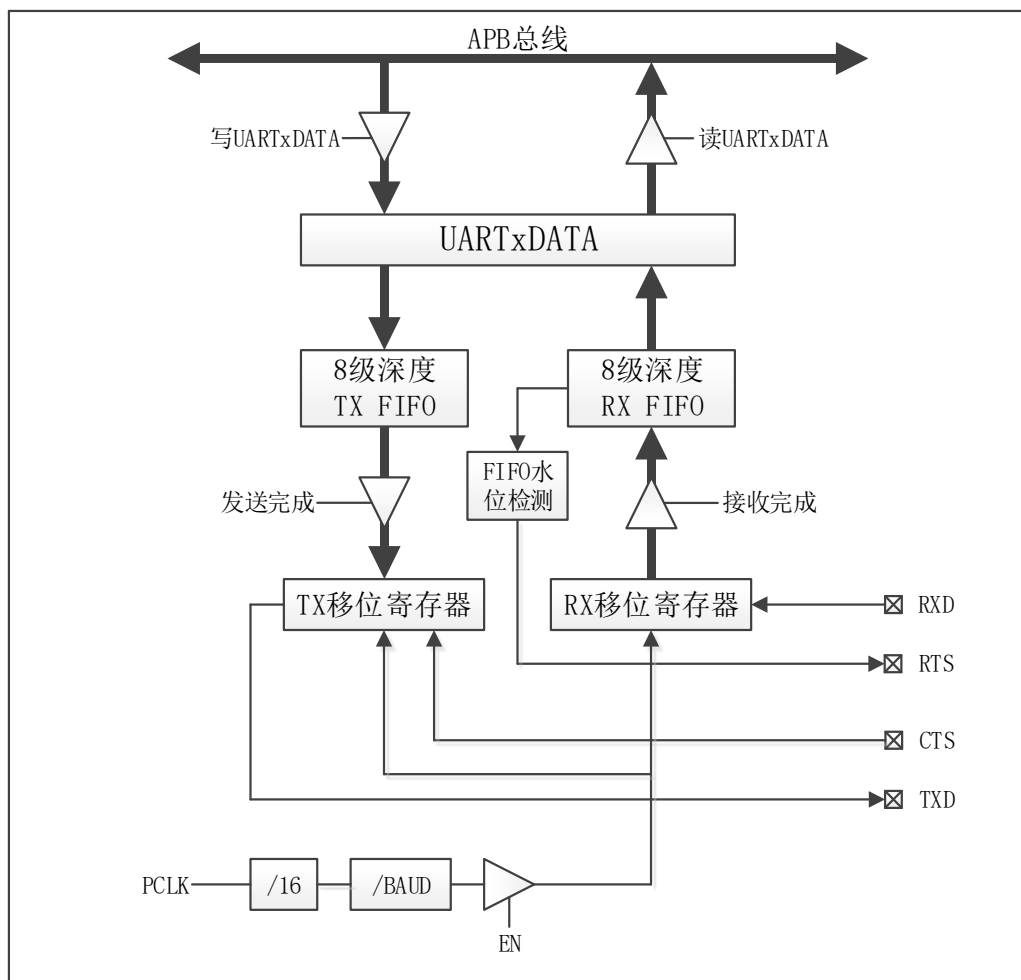 APB总线
写UARTxDATA
读UARTxDATA
UARTxDATA
8级深度
TX FIFO
8级深度
RX FIFO
FIFO水
位检测
发送完成
接收完成
TX移位寄存器
RX移位寄存器
RXD
RTS
CTS
TXD
PCLK
/16
/BAUD
EN